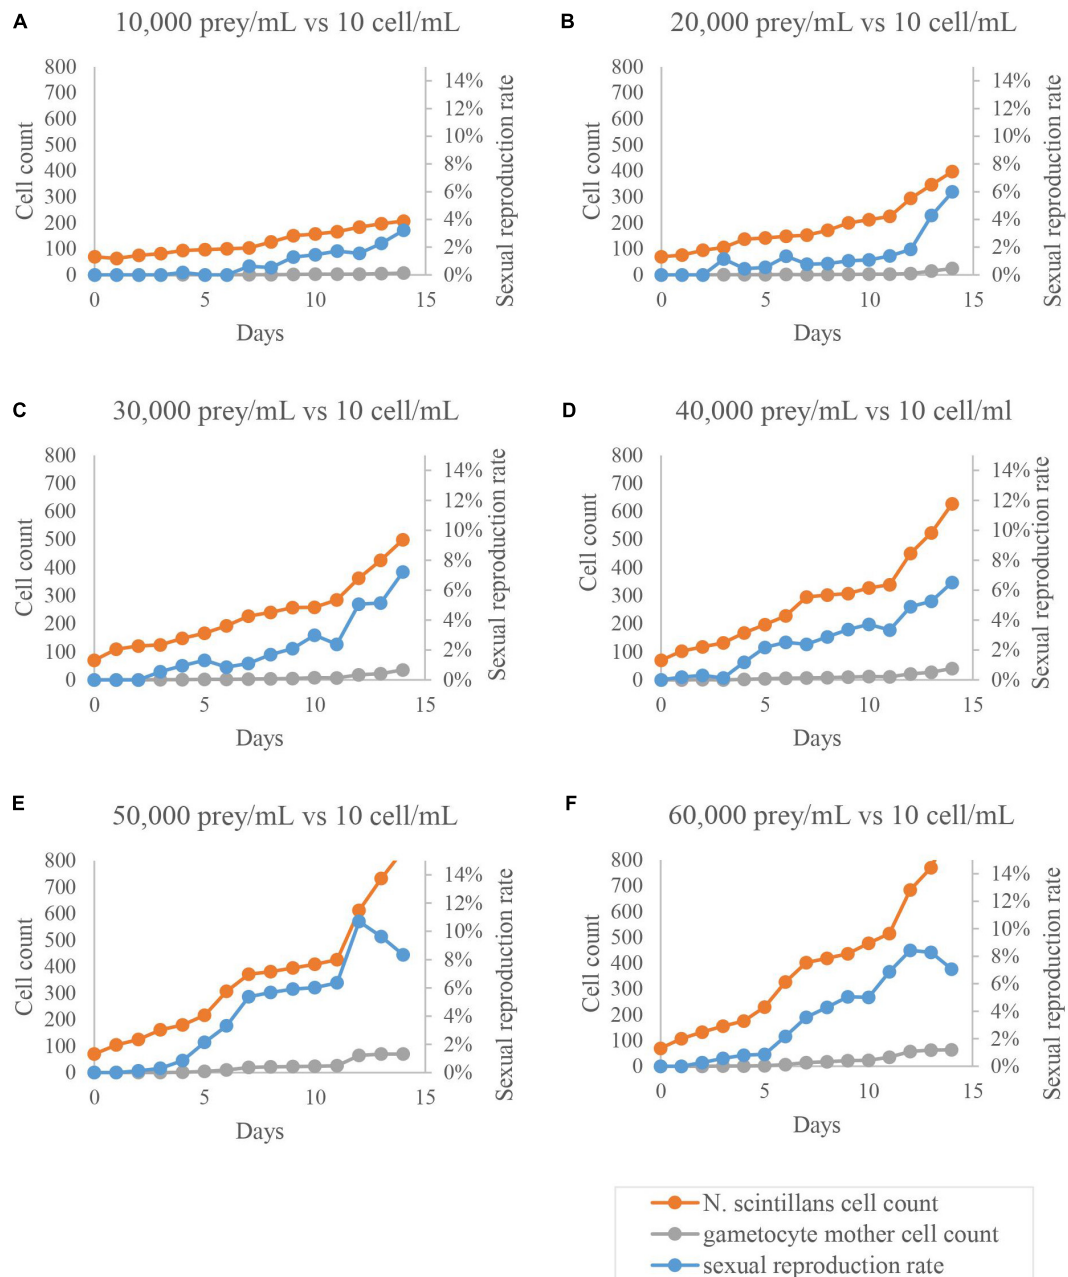 A
10,000 prey/mL vs 10 cell/mL
800
700
600
500
400
300
200
100
0
Cell count
14%
12%
10%
8%
6%
4%
2%
0%
Sexual reproduction rate
0 5 10 15
Days
B
20,000 prey/mL vs 10 cell/mL
800
700
600
500
400
300
200
100
0
Cell count
14%
12%
10%
8%
6%
4%
2%
0%
Sexual reproduction rate
0 5 10 15
Days
C
30,000 prey/mL vs 10 cell/mL
800
700
600
500
400
300
200
100
0
Cell count
14%
12%
10%
8%
6%
4%
2%
0%
Sexual reproduction rate
0 5 10 15
Days
D
40,000 prey/mL vs 10 cell/ml
800
700
600
500
400
300
200
100
0
Cell count
14%
12%
10%
8%
6%
4%
2%
0%
Sexual reproduction rate
0 5 10 15
Days
E
50,000 prey/mL vs 10 cell/mL
800
700
600
500
400
300
200
100
0
Cell count
14%
12%
10%
8%
6%
4%
2%
0%
Sexual reproduction rate
0 5 10 15
Days
F
60,000 prey/mL vs 10 cell/mL
800
700
600
500
400
300
200
100
0
Cell count
14%
12%
10%
8%
6%
4%
2%
0%
Sexual reproduction rate
0 5 10 15
Days
N. scintillans cell count
gametocyte mother cell count
sexual reproduction rate